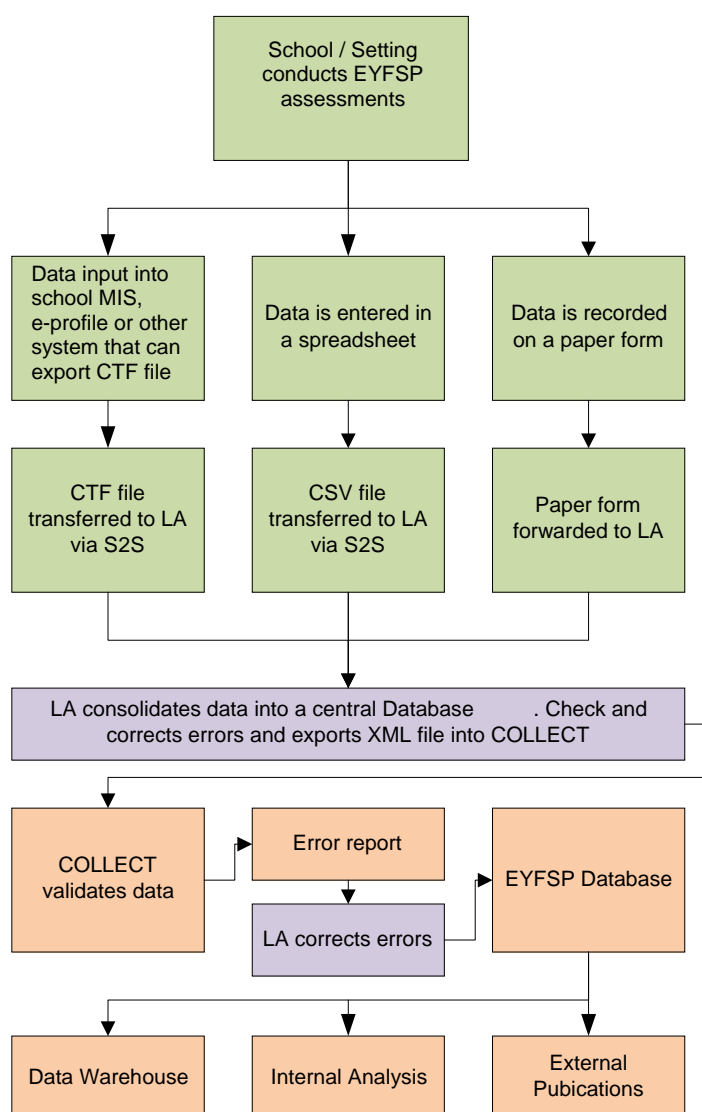 School / Setting
conducts EYFSP
assessments
Data input into
school MIS,
e-profile or other
system that can
export CTF file
Data is entered in
a spreadsheet
Data is recorded
on a paper form
CTF file
transferred to LA
via S2S
CSV file
transferred to LA
via S2S
Paper form
forwarded to LA
LA consolidates data into a central Database . Check and
corrects errors and exports XML file into COLLECT
COLLECT
validates data
Error report
LA corrects errors
EYFSP Database
Data Warehouse
Internal Analysis
External
Pubications